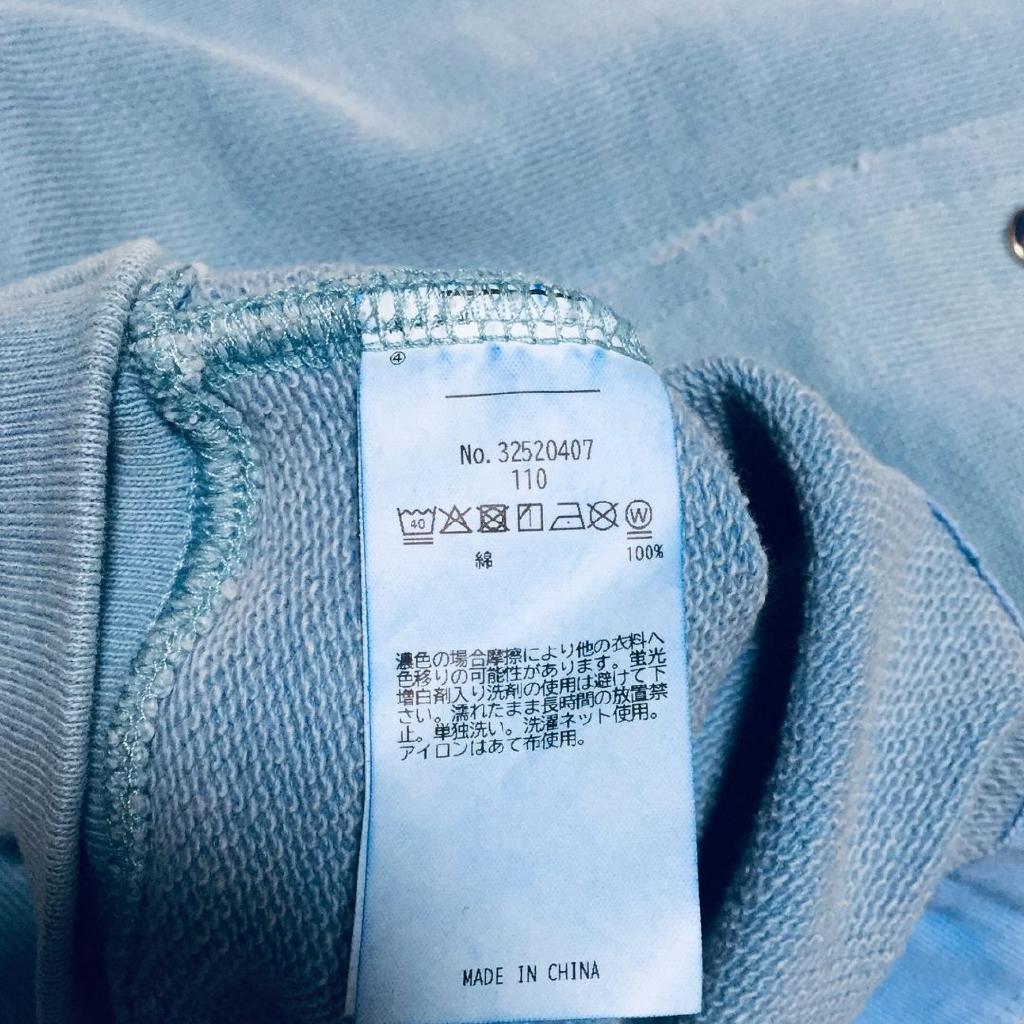 ④
No. 32520407
110
40 W
綿 100%
濃色の場合摩擦により他の衣料へ
色移りの可能性があります。蛍光
増白剤入り洗剤の使用は避けて下
さい。濡れたまま長時間の放置禁
止。単独洗い。洗濯ネット使用。
アイロンはあて布使用。
MADE IN CHINA